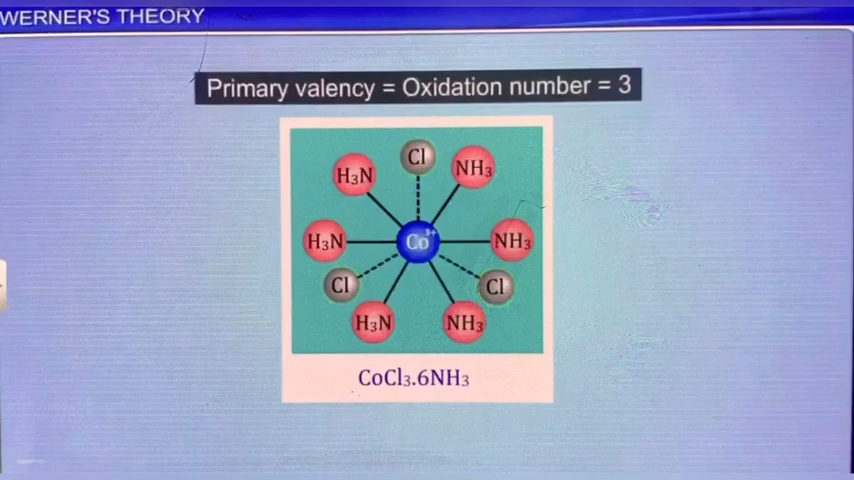 WERNER'S THEORY
Primary valency = Oxidation number = 3
Cl
H₃N
NH₃
H₃N
Co³⁺
NH₃
Cl
Cl
H₃N
NH₃
CoCl₃.6NH₃